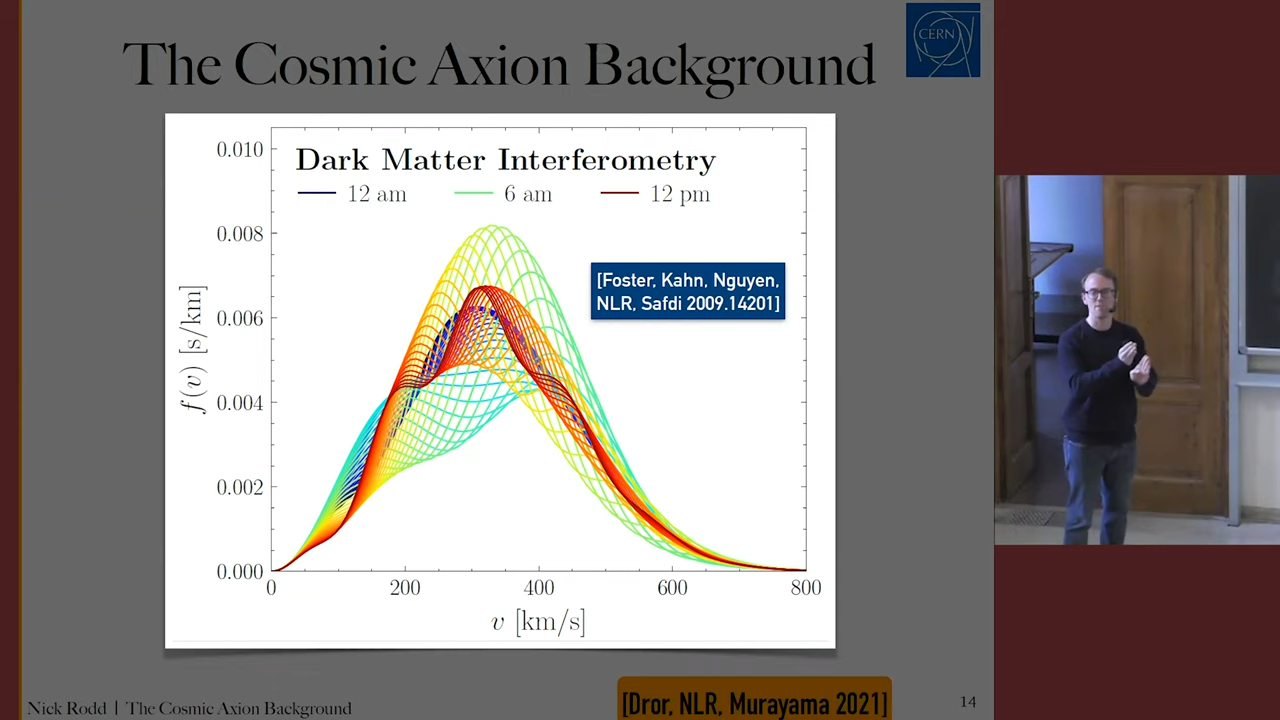 The Cosmic Axion Background
CERN
0.010
Dark Matter Interferometry
12 am
6 am
12 pm
0.008
[Foster, Kahn, Nguyen,
NLR, Safdi 2009.14201]
0.006
f(v) [s/km]
0.004
0.002
0.000
0
200
400
600
800
v [km/s]
Nick Rodd | The Cosmic Axion Background
[Dror, NLR, Murayama 2021]
14